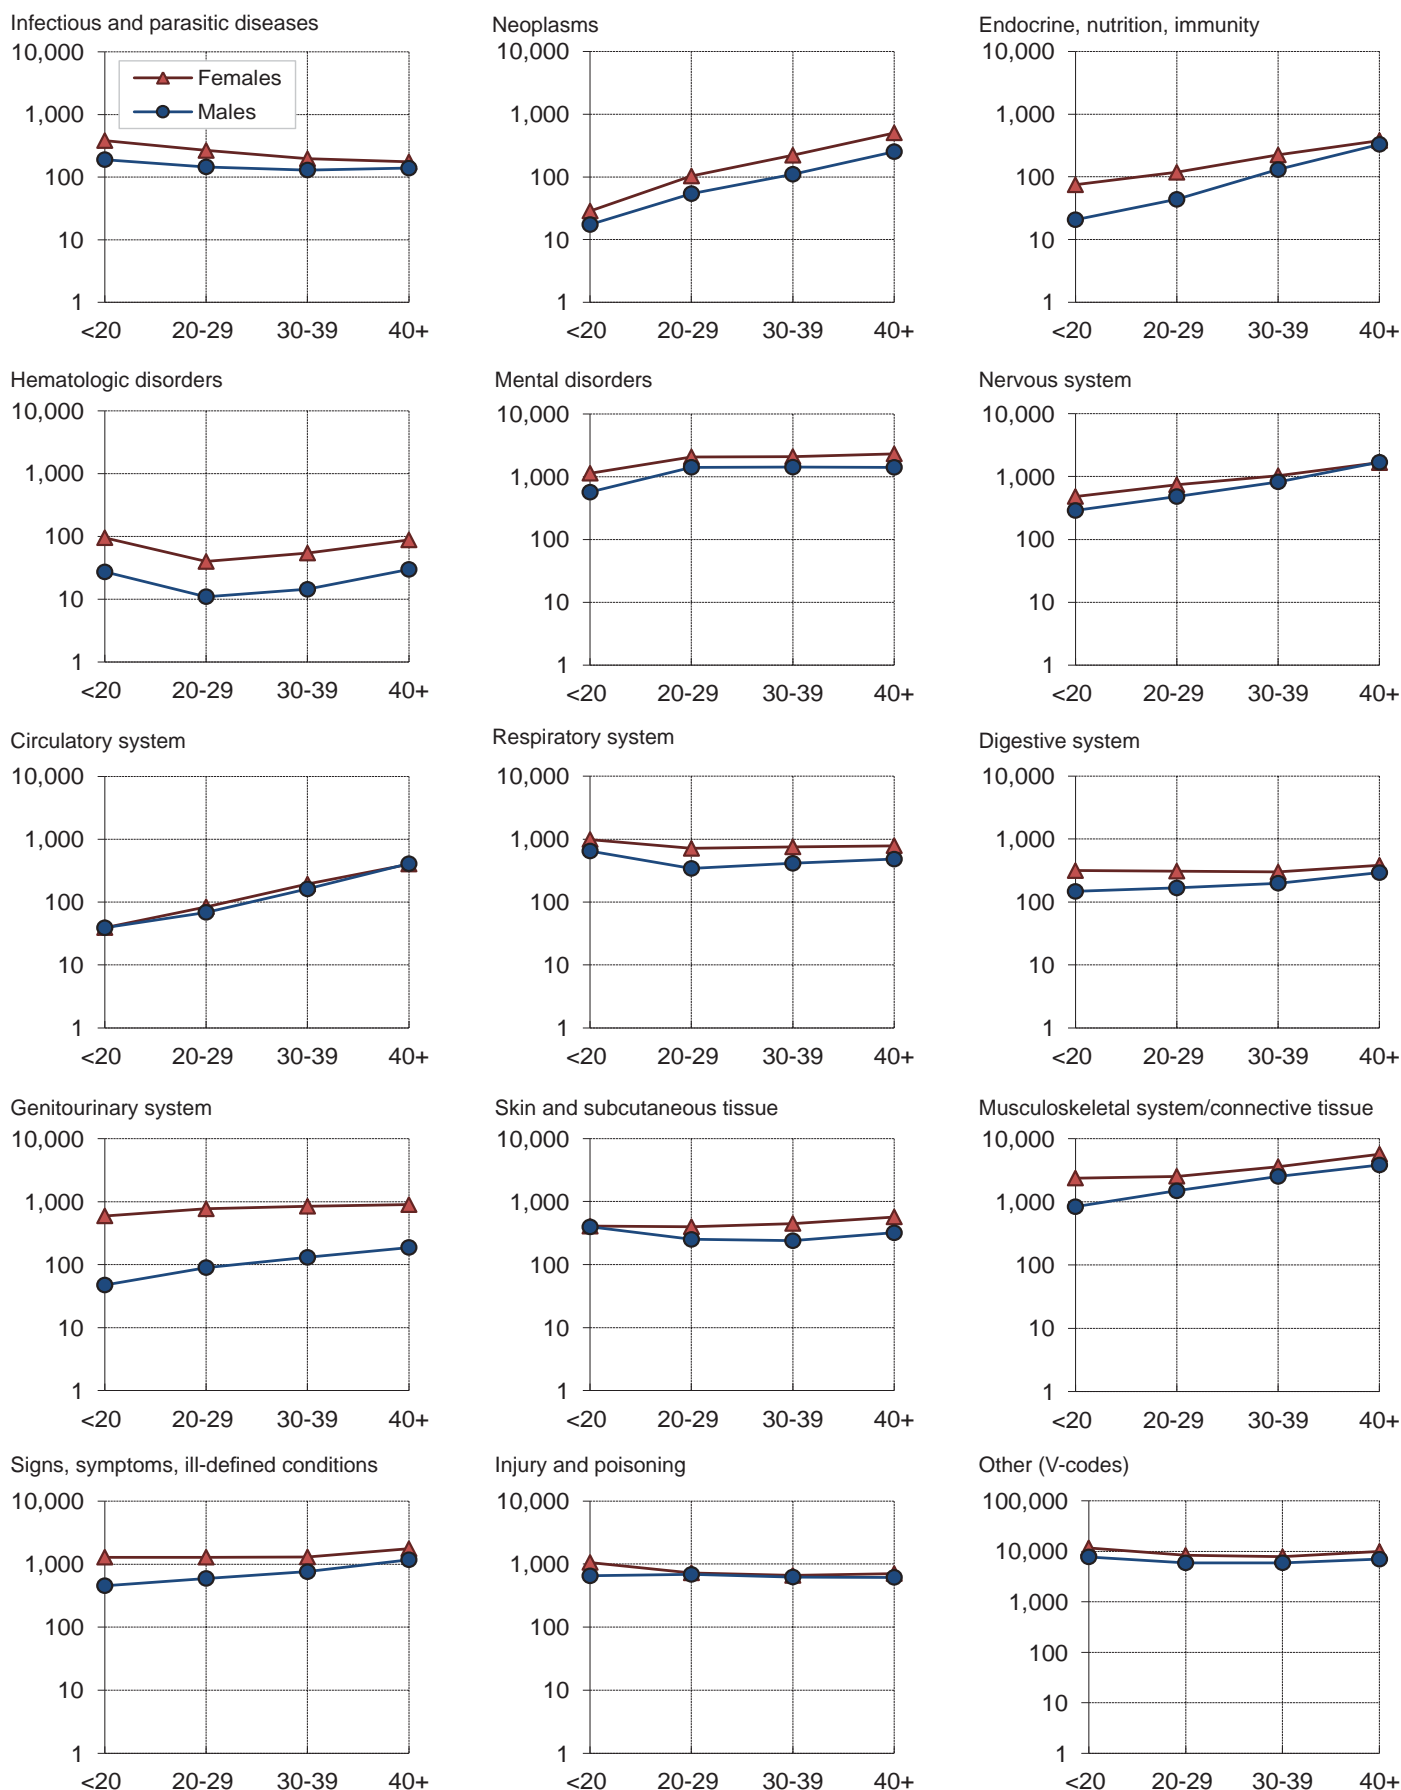 Infectious and parasitic diseases
10,000
1,000
100
10
1
<20 20-29 30-39 40+
Females
Males
Neoplasms
10,000
1,000
100
10
1
<20 20-29 30-39 40+
Endocrine, nutrition, immunity
10,000
1,000
100
10
1
<20 20-29 30-39 40+
Hematologic disorders
10,000
1,000
100
10
1
<20 20-29 30-39 40+
Mental disorders
10,000
1,000
100
10
1
<20 20-29 30-39 40+
Nervous system
10,000
1,000
100
10
1
<20 20-29 30-39 40+
Circulatory system
10,000
1,000
100
10
1
<20 20-29 30-39 40+
Respiratory system
10,000
1,000
100
10
1
<20 20-29 30-39 40+
Digestive system
10,000
1,000
100
10
1
<20 20-29 30-39 40+
Genitourinary system
10,000
1,000
100
10
1
<20 20-29 30-39 40+
Skin and subcutaneous tissue
10,000
1,000
100
10
1
<20 20-29 30-39 40+
Musculoskeletal system/connective tissue
10,000
1,000
100
10
1
<20 20-29 30-39 40+
Signs, symptoms, ill-defined conditions
10,000
1,000
100
10
1
<20 20-29 30-39 40+
Injury and poisoning
10,000
1,000
100
10
1
<20 20-29 30-39 40+
Other (V-codes)
100,000
10,000
1,000
100
10
1
<20 20-29 30-39 40+